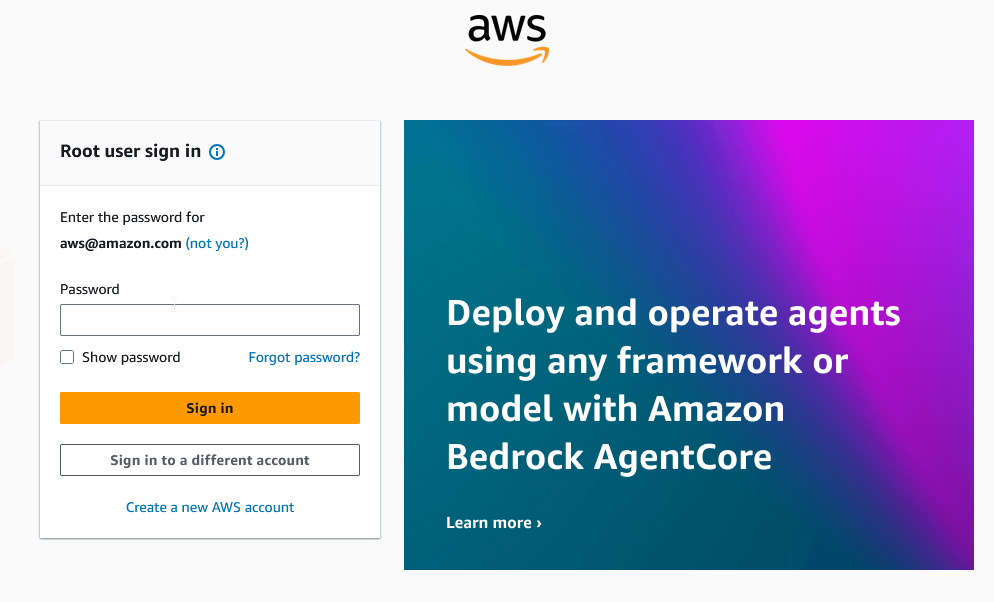 aws
Root user sign in
Enter the password for
aws@amazon.com (not you?)
Password
Show password
Forgot password?
Sign in
Sign in to a different account
Create a new AWS account
Deploy and operate agents
using any framework or
model with Amazon
Bedrock AgentCore
Learn more ›